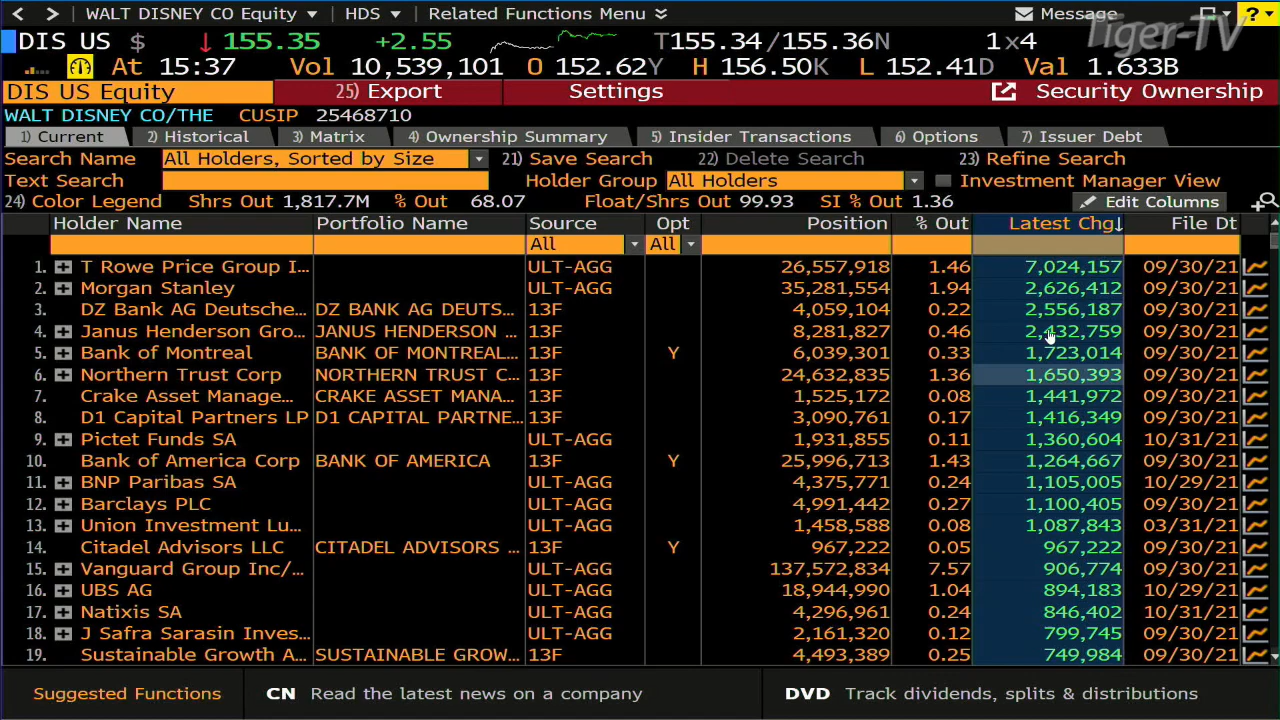 WALT DISNEY CO Equity HDS Related Functions Menu Message ?
Tiger-TV
DIS US $ 155.35 +2.55 T155.34/155.36N 1x4
At 15:37 Vol 10,539,101 O 152.62Y H 156.50K L 152.41D Val 1.633B
DIS US Equity 25) Export Settings Security Ownership
WALT DISNEY CO/THE CUSIP 25468710
1) Current 2) Historical 3) Matrix 4) Ownership Summary 5) Insider Transactions 6) Options 7) Issuer Debt
Search Name All Holders, Sorted by Size 21) Save Search 22) Delete Search 23) Refine Search
Text Search Holder Group All Holders Investment Manager View
24) Color Legend Shrs Out 1,817.7M % Out 68.07 Float/Shrs Out 99.93 SI % Out 1.36 Edit Columns
Holder Name Portfolio Name Source Opt Position % Out Latest Chg↓ File Dt
All All
1. T Rowe Price Group I... ULT-AGG 26,557,918 1.46 7,024,157 09/30/21
2. Morgan Stanley ULT-AGG 35,281,554 1.94 2,626,412 09/30/21
3. DZ Bank AG Deutsche... DZ BANK AG DEUTS... 13F 4,059,104 0.22 2,556,187 09/30/21
4. Janus Henderson Gro... JANUS HENDERSON ... 13F 8,281,827 0.46 2,432,759 09/30/21
5. Bank of Montreal BANK OF MONTREAL... 13F Y 6,039,301 0.33 1,723,014 09/30/21
6. Northern Trust Corp NORTHERN TRUST C... 13F 24,632,835 1.36 1,650,393 09/30/21
7. Crake Asset Manage... CRAKE ASSET MANA... 13F 1,525,172 0.08 1,441,972 09/30/21
8. D1 Capital Partners LP D1 CAPITAL PARTNE... 13F 3,090,761 0.17 1,416,349 09/30/21
9. Pictet Funds SA ULT-AGG 1,931,855 0.11 1,360,604 10/31/21
10. Bank of America Corp BANK OF AMERICA 13F Y 25,996,713 1.43 1,264,667 09/30/21
11. BNP Paribas SA ULT-AGG 4,375,771 0.24 1,105,005 10/29/21
12. Barclays PLC ULT-AGG 4,991,442 0.27 1,100,405 09/30/21
13. Union Investment Lu... ULT-AGG 1,458,588 0.08 1,087,843 03/31/21
14. Citadel Advisors LLC CITADEL ADVISORS ... 13F Y 967,222 0.05 967,222 09/30/21
15. Vanguard Group Inc/... ULT-AGG 137,572,834 7.57 906,774 09/30/21
16. UBS AG ULT-AGG 18,944,990 1.04 894,183 10/29/21
17. Natixis SA ULT-AGG 4,296,961 0.24 846,402 10/31/21
18. J Safra Sarasin Inves... ULT-AGG 2,161,320 0.12 799,745 09/30/21
19. Sustainable Growth A... SUSTAINABLE GROW... 13F 4,493,389 0.25 749,984 09/30/21
Suggested Functions CN Read the latest news on a company DVD Track dividends, splits & distributions